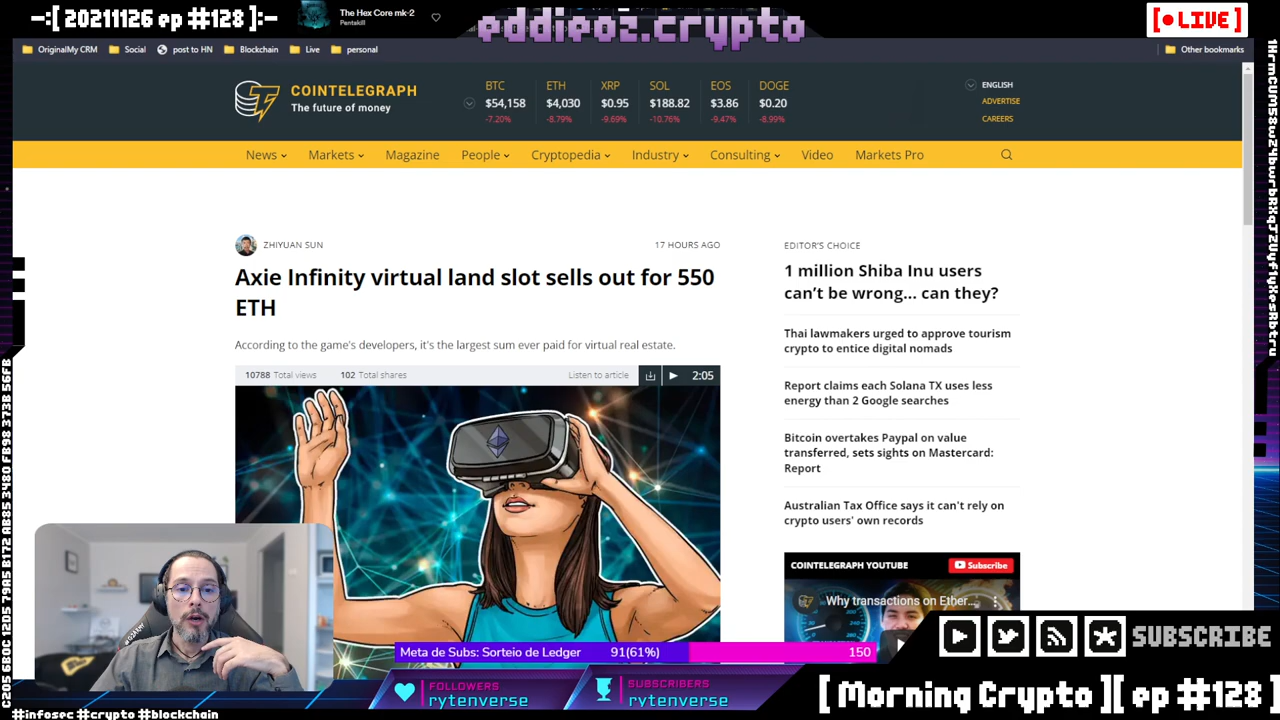 -:[ 20211126 ep #128 ]:-
The Hex Core mk-2
Pentakill
eddieoz.crypto
[ LIVE ]
OriginalMy CRM
Social
post to HN
Blockchain
Live
personal
Other bookmarks
COINTELEGRAPH
The future of money
BTC ETH XRP SOL EOS DOGE
$54,158 $4,030 $0.95 $188.82 $3.86 $0.20
-7.20% -8.79% -9.69% -10.76% -9.47% -8.99%
ENGLISH
ADVERTISE
CAREERS
News Markets Magazine People Cryptopedia Industry Consulting Video Markets Pro
ZHIYUAN SUN
17 HOURS AGO
Axie Infinity virtual land slot sells out for 550
ETH
According to the game's developers, it's the largest sum ever paid for virtual real estate.
10788 Total views 102 Total shares
Listen to article
2:05
EDITOR'S CHOICE
1 million Shiba Inu users
can't be wrong... can they?
Thai lawmakers urged to approve tourism
crypto to entice digital nomads
Report claims each Solana TX uses less
energy than 2 Google searches
Bitcoin overtakes Paypal on value
transferred, sets sights on Mastercard:
Report
Australian Tax Office says it can't rely on
crypto users' own records
COINTELEGRAPH YOUTUBE
Subscribe
Why transactions on Ether...
Meta de Subs: Sorteio de Ledger 91(61%) 150
FOLLOWERS
rytenverse
SUBSCRIBERS
rytenverse
SUBSCRIBE
[ Morning Crypto ][ ep #128 ]
#infosec #crypto #blockchain